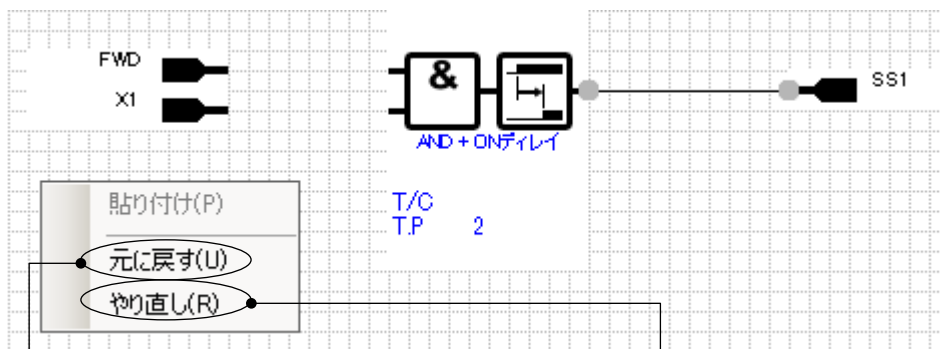 FWD
X1
&
SS1
AND + ONディレイ
T/C
T.P 2
貼り付け(P)
元に戻す(U)
やり直し(R)